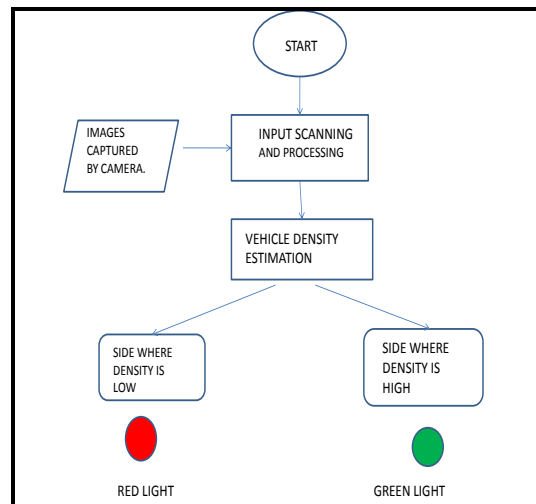 START
IMAGES
CAPTURED
BY CAMERA.
INPUT SCANNING
AND PROCESSING
VEHICLE DENSITY
ESTIMATION
SIDE WHERE
DENSITY IS
LOW
SIDE WHERE
DENSITY IS
HIGH
RED LIGHT
GREEN LIGHT